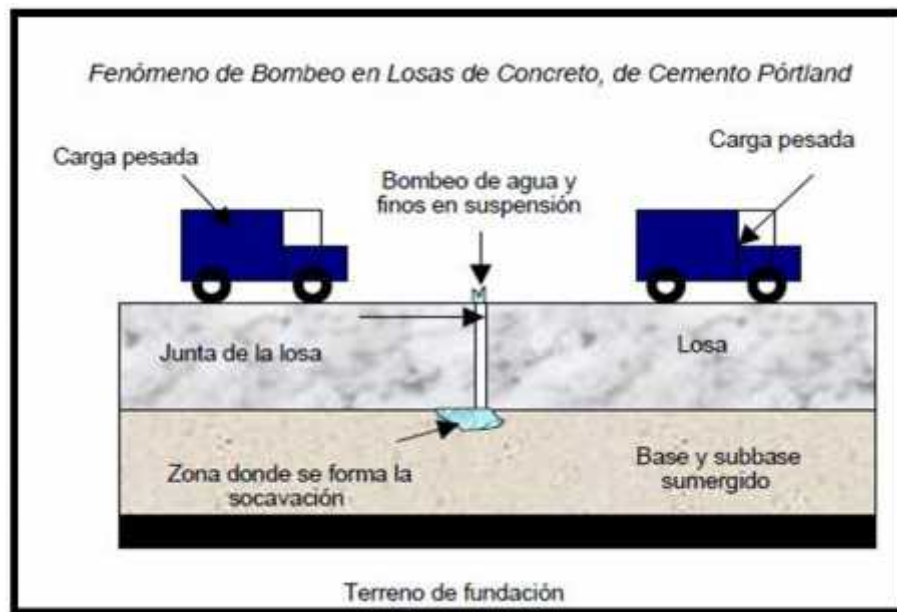 Fenómeno de Bombeo en Losas de Concreto, de Cemento Pórtland
Carga pesada
Carga pesada
Bombeo de agua y
finos en suspensión
Junta de la losa
Losa
Zona donde se forma la
socavación
Base y subbase
sumergido
Terreno de fundación